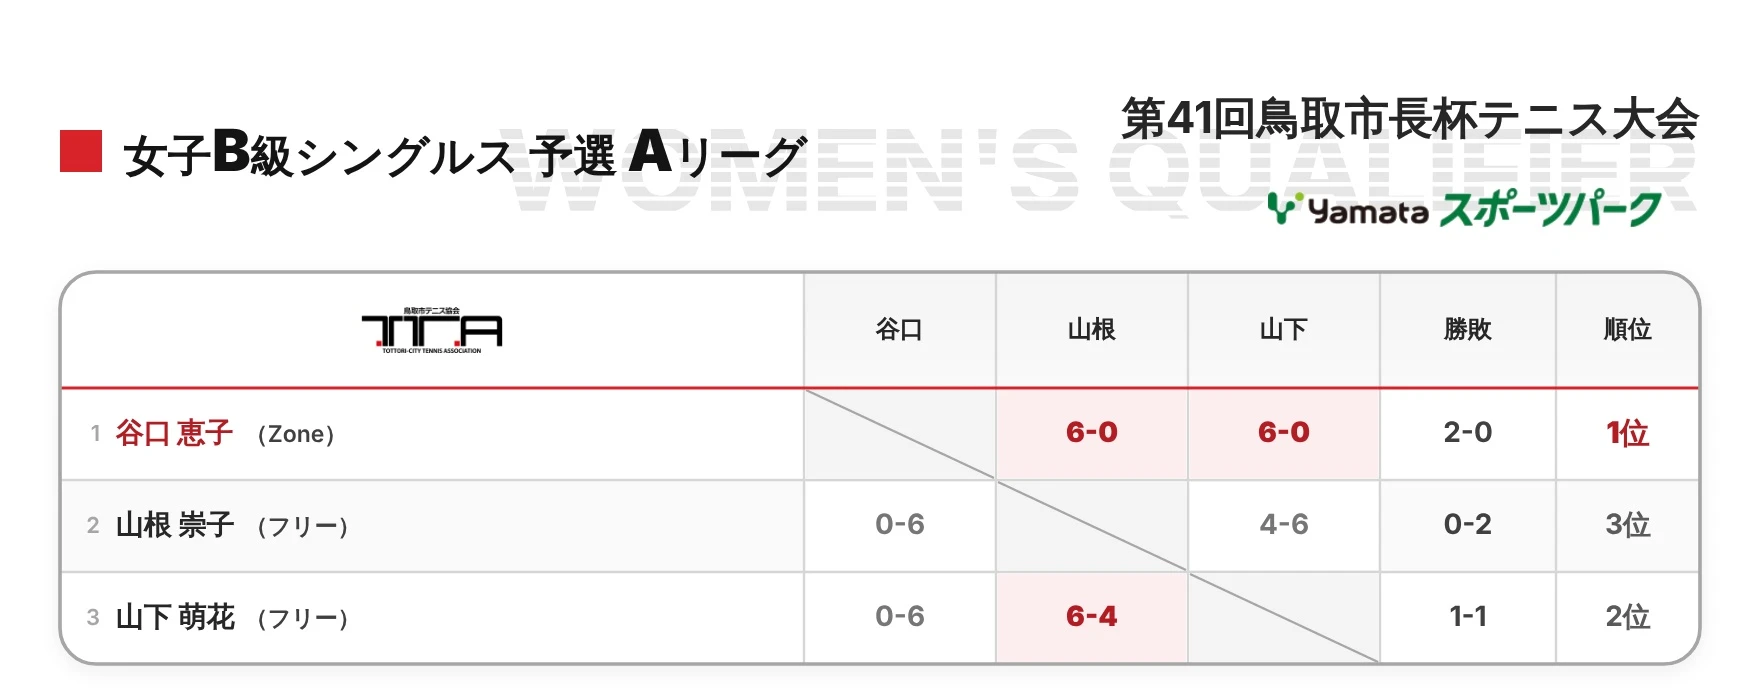 第41回鳥取市長杯テニス大会
女子B級シングルス 予選 Aリーグ
WOMEN'S QUALIFIER
Yamata スポーツパーク
鳥取市テニス協会
TTCA
TOTTORI-CITY TENNIS ASSOCIATION
谷口 山根 山下 勝敗 順位
1 谷口 恵子 （Zone） 6-0 6-0 2-0 1位
2 山根 崇子 （フリー） 0-6 4-6 0-2 3位
3 山下 萌花 （フリー） 0-6 6-4 1-1 2位